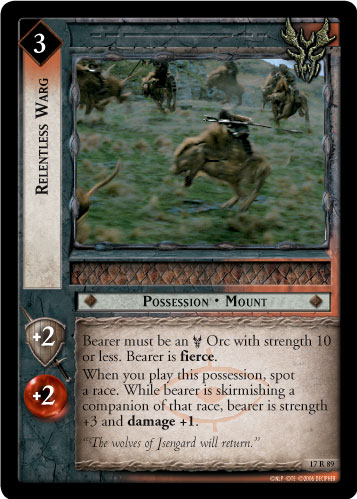 3
RELENTLESS WARG
POSSESSION • MOUNT
+2
+2
Bearer must be an Orc with strength 10
or less. Bearer is fierce.
When you play this possession, spot
a race. While bearer is skirmishing a
companion of that race, bearer is strength
+3 and damage +1.
“The wolves of Isengard will return.”
17 R 89